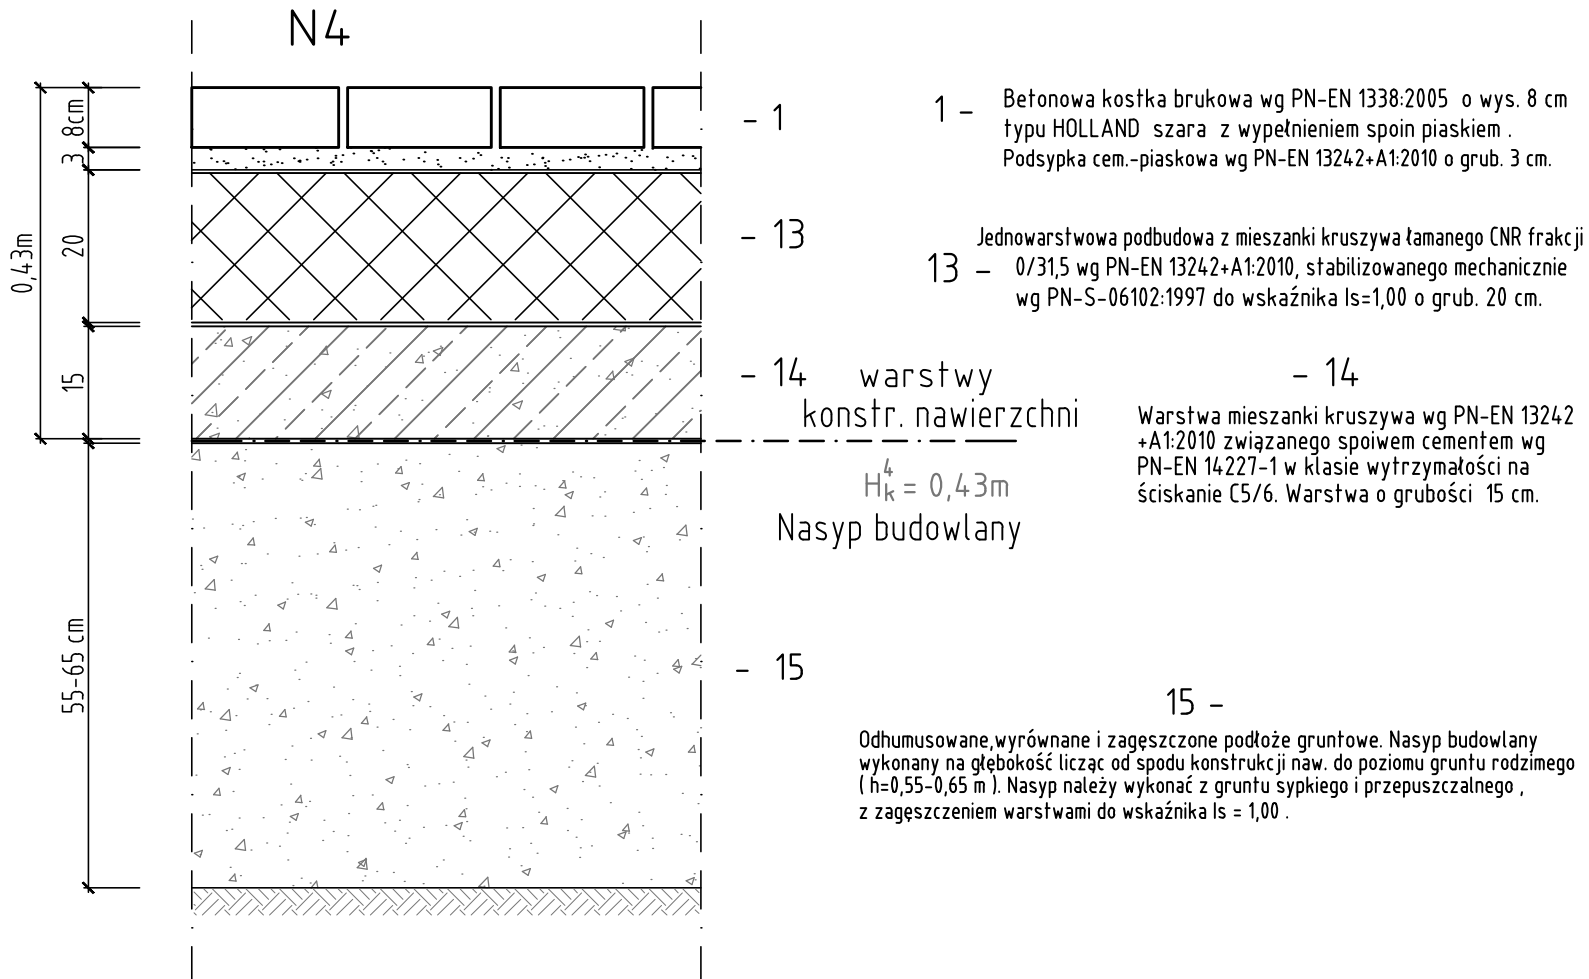 N4
8cm
3
20
0,43m
15
55-65 cm
- 1
- 13
- 14
- 15
1 -
Betonowa kostka brukowa wg PN-EN 1338:2005 o wys. 8 cm
typu HOLLAND szara z wypełnieniem spoin piaskiem .
Podsypka cem.-piaskowa wg PN-EN 13242+A1:2010 o grub. 3 cm.
13 -
Jednowarstwowa podbudowa z mieszanki kruszywa łamanego CNR frakcji
0/31,5 wg PN-EN 13242+A1:2010, stabilizowanego mechanicznie
wg PN-S-06102:1997 do wskaźnika Is=1,00 o grub. 20 cm.
warstwy
konstr. nawierzchni
H4k = 0,43m
Nasyp budowlany
- 14
Warstwa mieszanki kruszywa wg PN-EN 13242
+A1:2010 związanego spoiwem cementem wg
PN-EN 14227-1 w klasie wytrzymałości na
ściskanie C5/6. Warstwa o grubości 15 cm.
15 -
Odhumusowane,wyrównane i zagęszczone podłoże gruntowe. Nasyp budowlany
wykonany na głębokość licząc od spodu konstrukcji naw. do poziomu gruntu rodzimego
( h=0,55-0,65 m ). Nasyp należy wykonać z gruntu sypkiego i przepuszczalnego ,
z zagęszczeniem warstwami do wskaźnika Is = 1,00 .